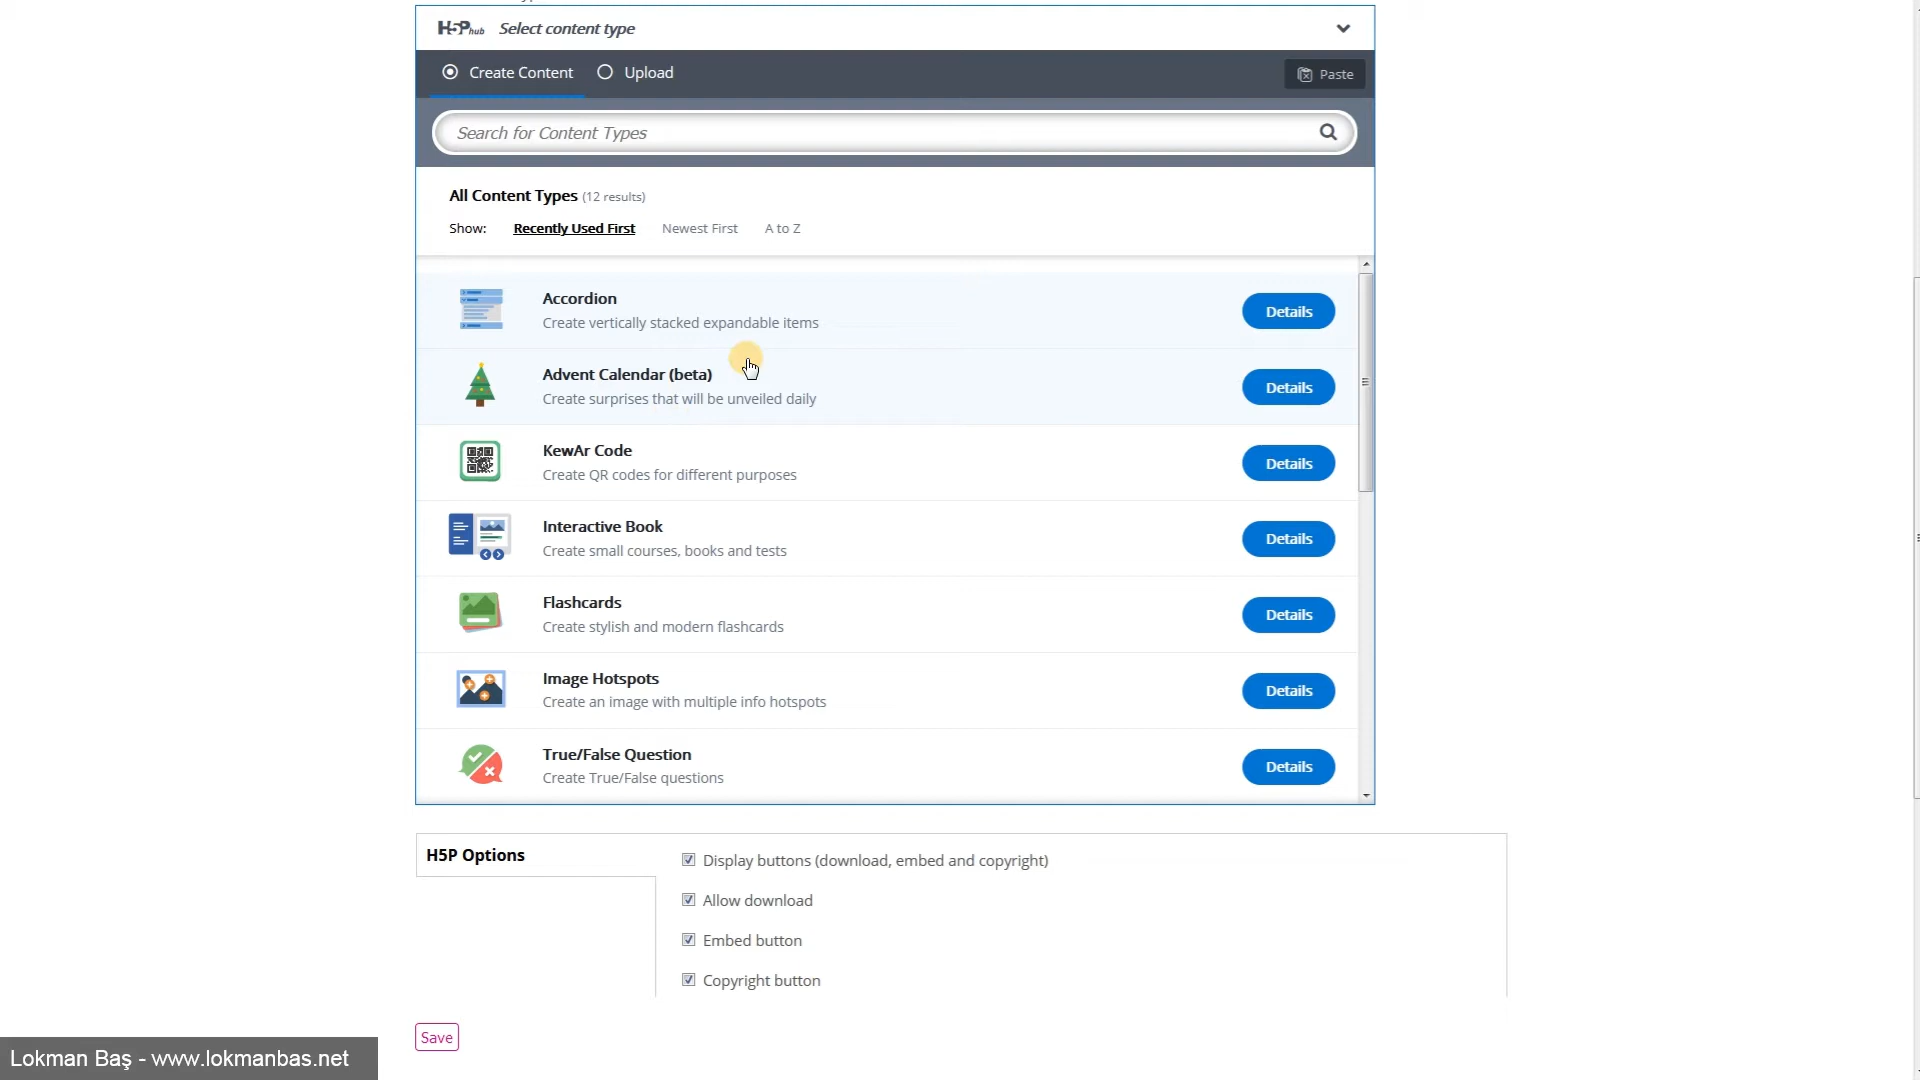 H5P hub Select content type
Create Content Upload Paste
Search for Content Types
All Content Types (12 results)
Show: Recently Used First Newest First A to Z
Accordion
Create vertically stacked expandable items
Details
Advent Calendar (beta)
Create surprises that will be unveiled daily
Details
KewAr Code
Create QR codes for different purposes
Details
Interactive Book
Create small courses, books and tests
Details
Flashcards
Create stylish and modern flashcards
Details
Image Hotspots
Create an image with multiple info hotspots
Details
True/False Question
Create True/False questions
Details
H5P Options
Display buttons (download, embed and copyright)
Allow download
Embed button
Copyright button
Save
Lokman Baş - www.lokmanbas.net